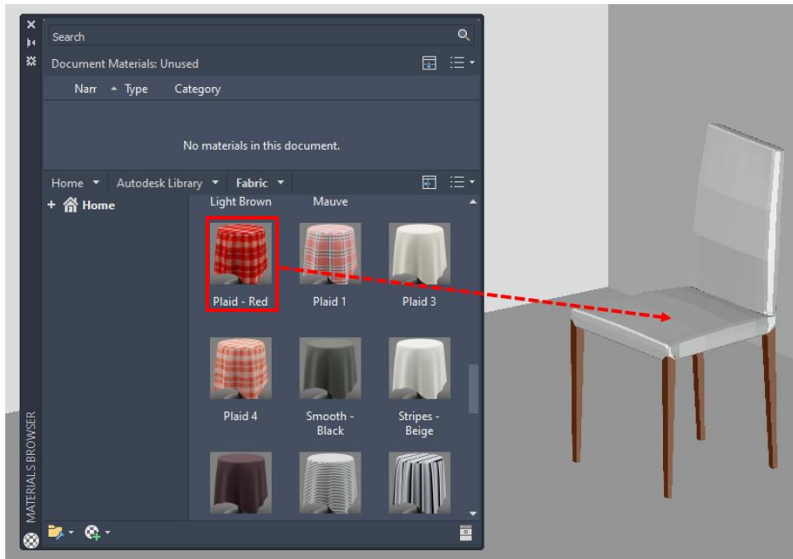 Search
Document Materials: Unused
Nam Type Category
No materials in this document.
Home Autodesk Library Fabric
Home
Light Brown Mauve
Plaid - Red Plaid 1 Plaid 3
Plaid 4 Smooth - Black Stripes - Beige
MATERIALS BROWSER